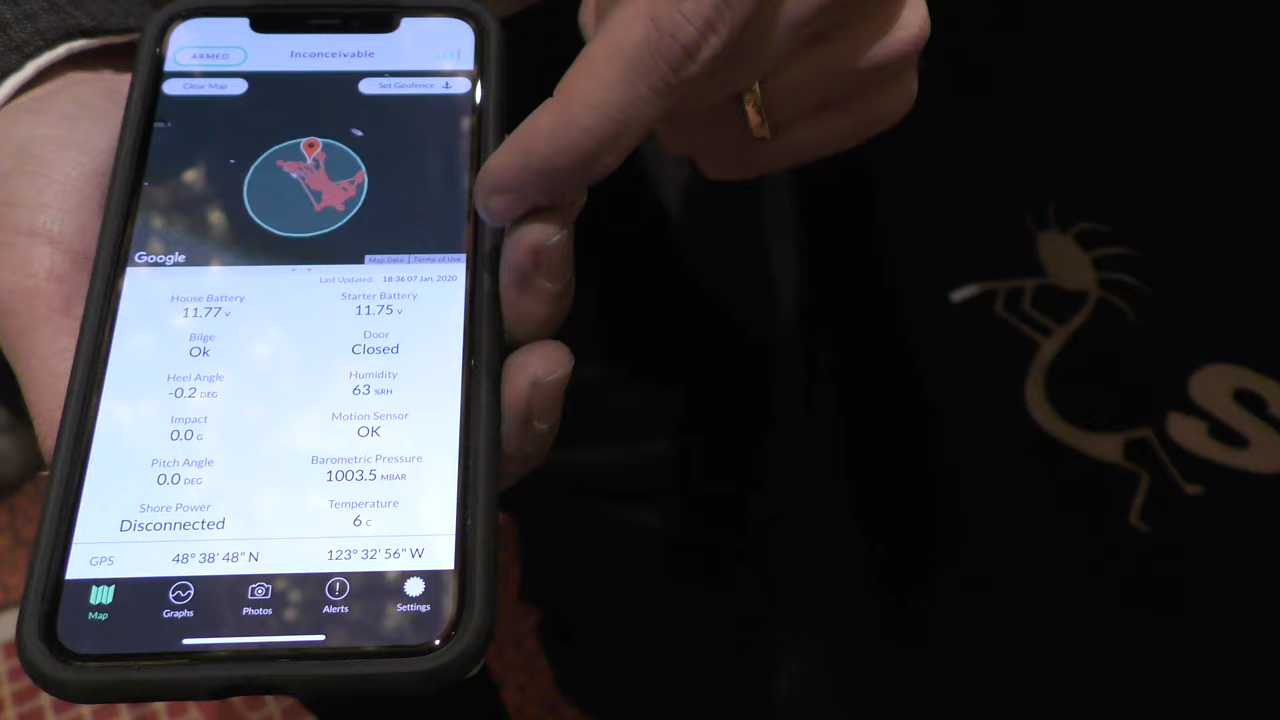 ARMED
Inconceivable
Clear Map
Set Geofence
Google
Map Data
Terms of Use
Last Updated: 18:36 07 Jan, 2020
House Battery
11.77 V
Starter Battery
11.75 V
Bilge
Ok
Door
Closed
Heel Angle
-0.2 DEG
Humidity
63 %RH
Impact
0.0 G
Motion Sensor
OK
Pitch Angle
0.0 DEG
Barometric Pressure
1003.5 MBAR
Shore Power
Disconnected
Temperature
6 C
GPS
48° 38' 48" N
123° 32' 56" W
Map
Graphs
Photos
Alerts
Settings
S